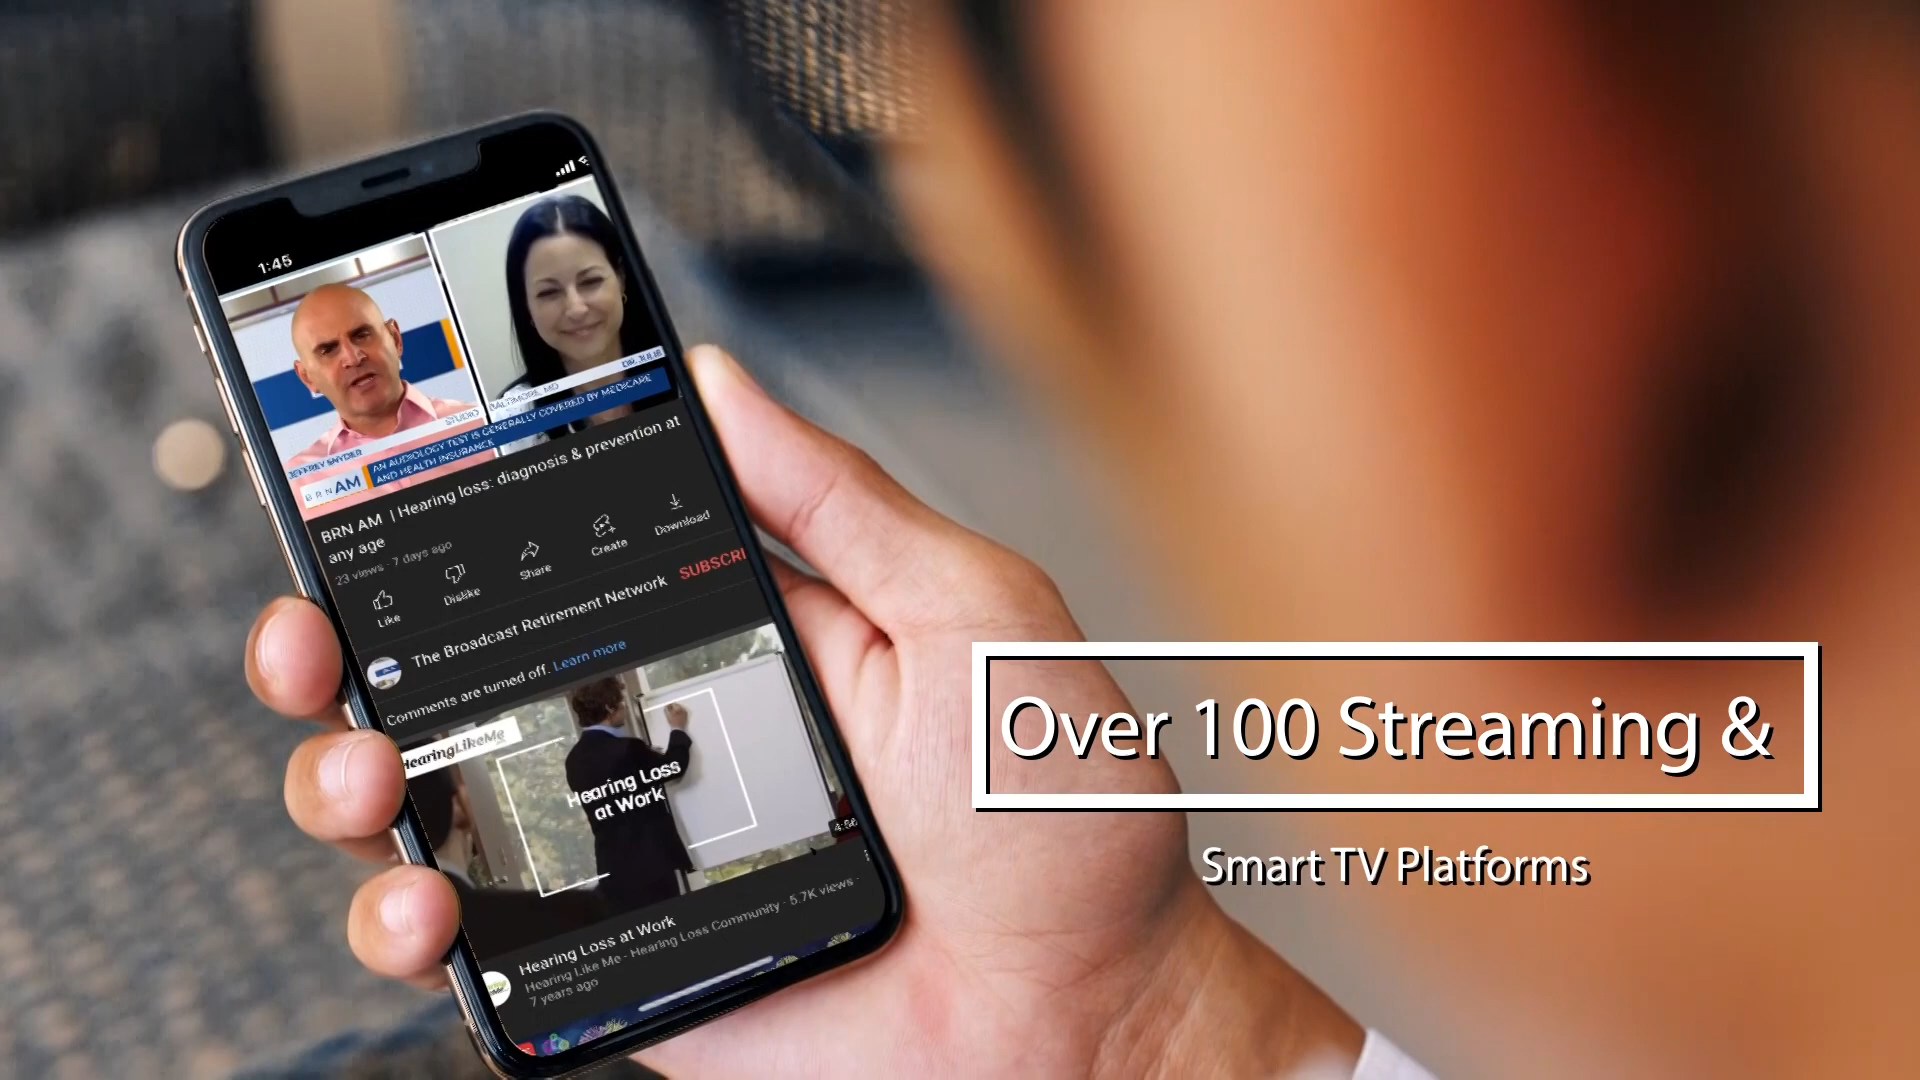 1:45
JEFFREY SNYDER
STUDIO
BALTIMORE, MD
DR. JULIE
BRN AM
AN AUDIOLOGY TEST IS GENERALLY COVERED BY MEDICARE
AND HEALTH INSURANCE
BRN AM | Hearing loss: diagnosis & prevention at
any age
23 views · 7 days ago
Like
Dislike
Share
Create
Download
The Broadcast Retirement Network
SUBSCRI
Comments are turned off. Learn more
HearingLikeMe
Hearing Loss
at Work
4:56
Hearing Loss at Work
Hearing Like Me - Hearing Loss Community · 5.7K views ·
7 years ago
Over 100 Streaming &
Smart TV Platforms